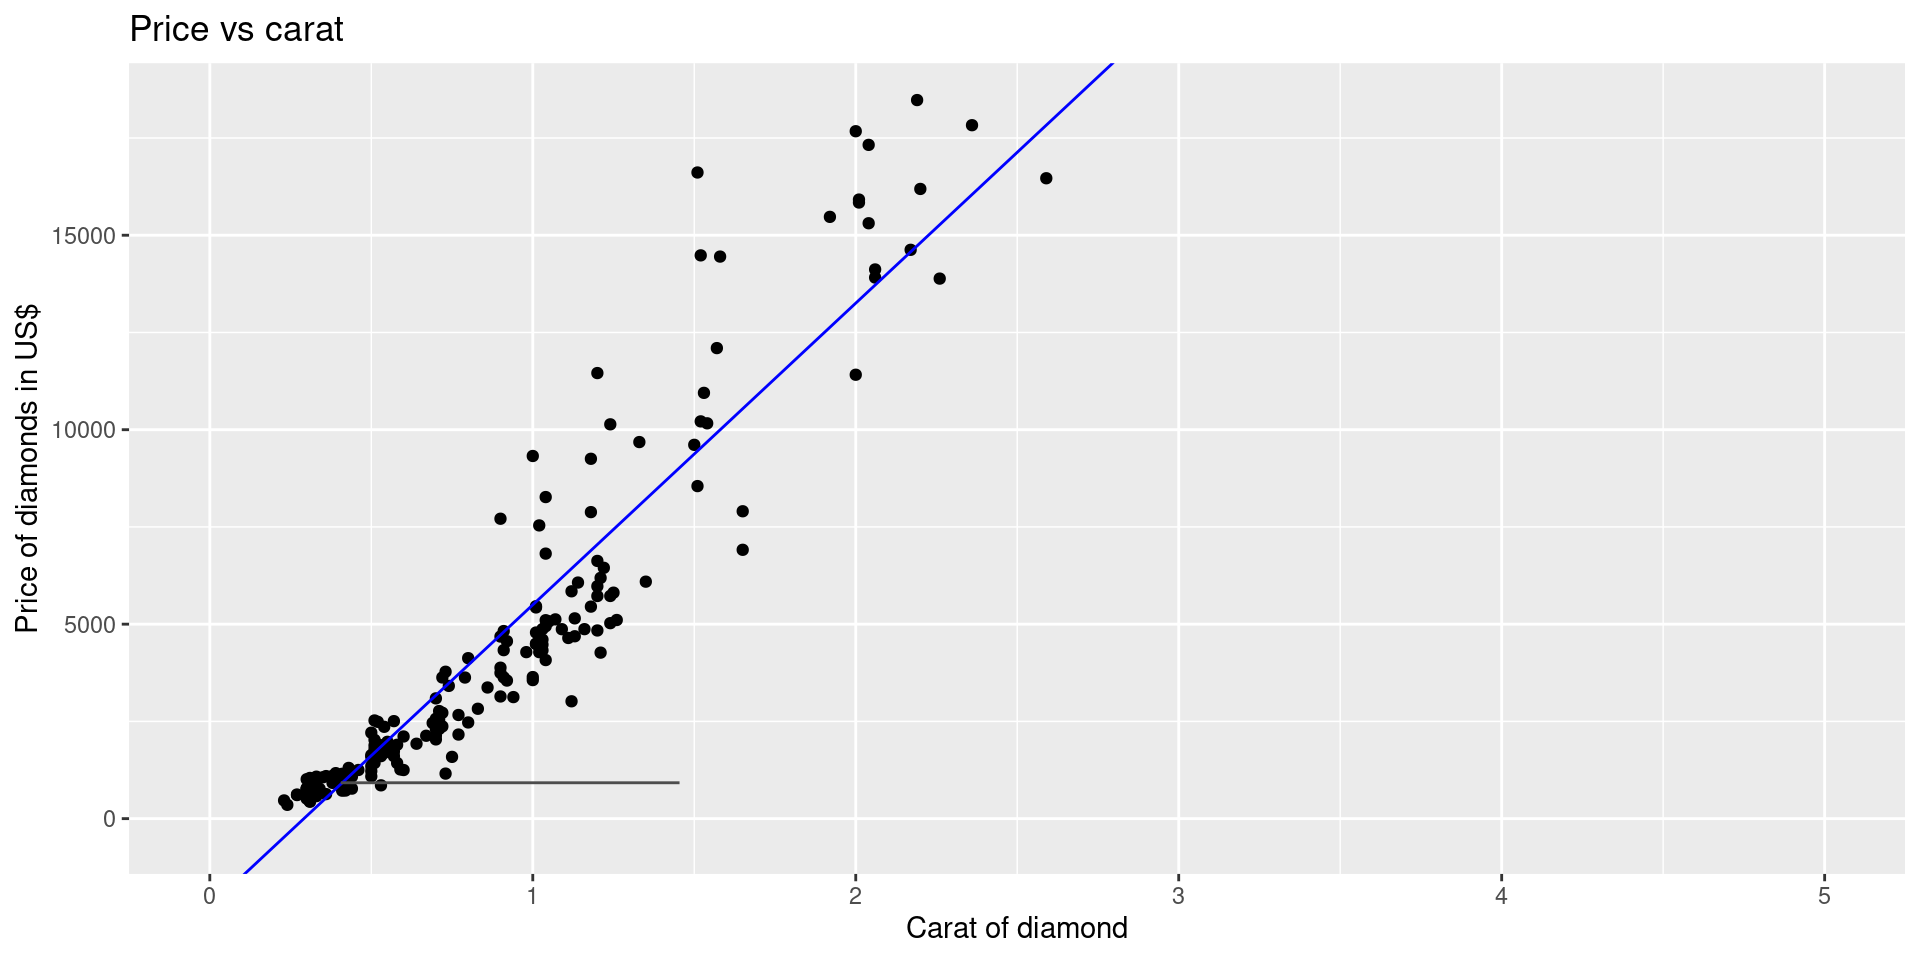 Price vs carat
Price of diamonds in US$
15000
10000
5000
0
0 1 2 3 4 5
Carat of diamond